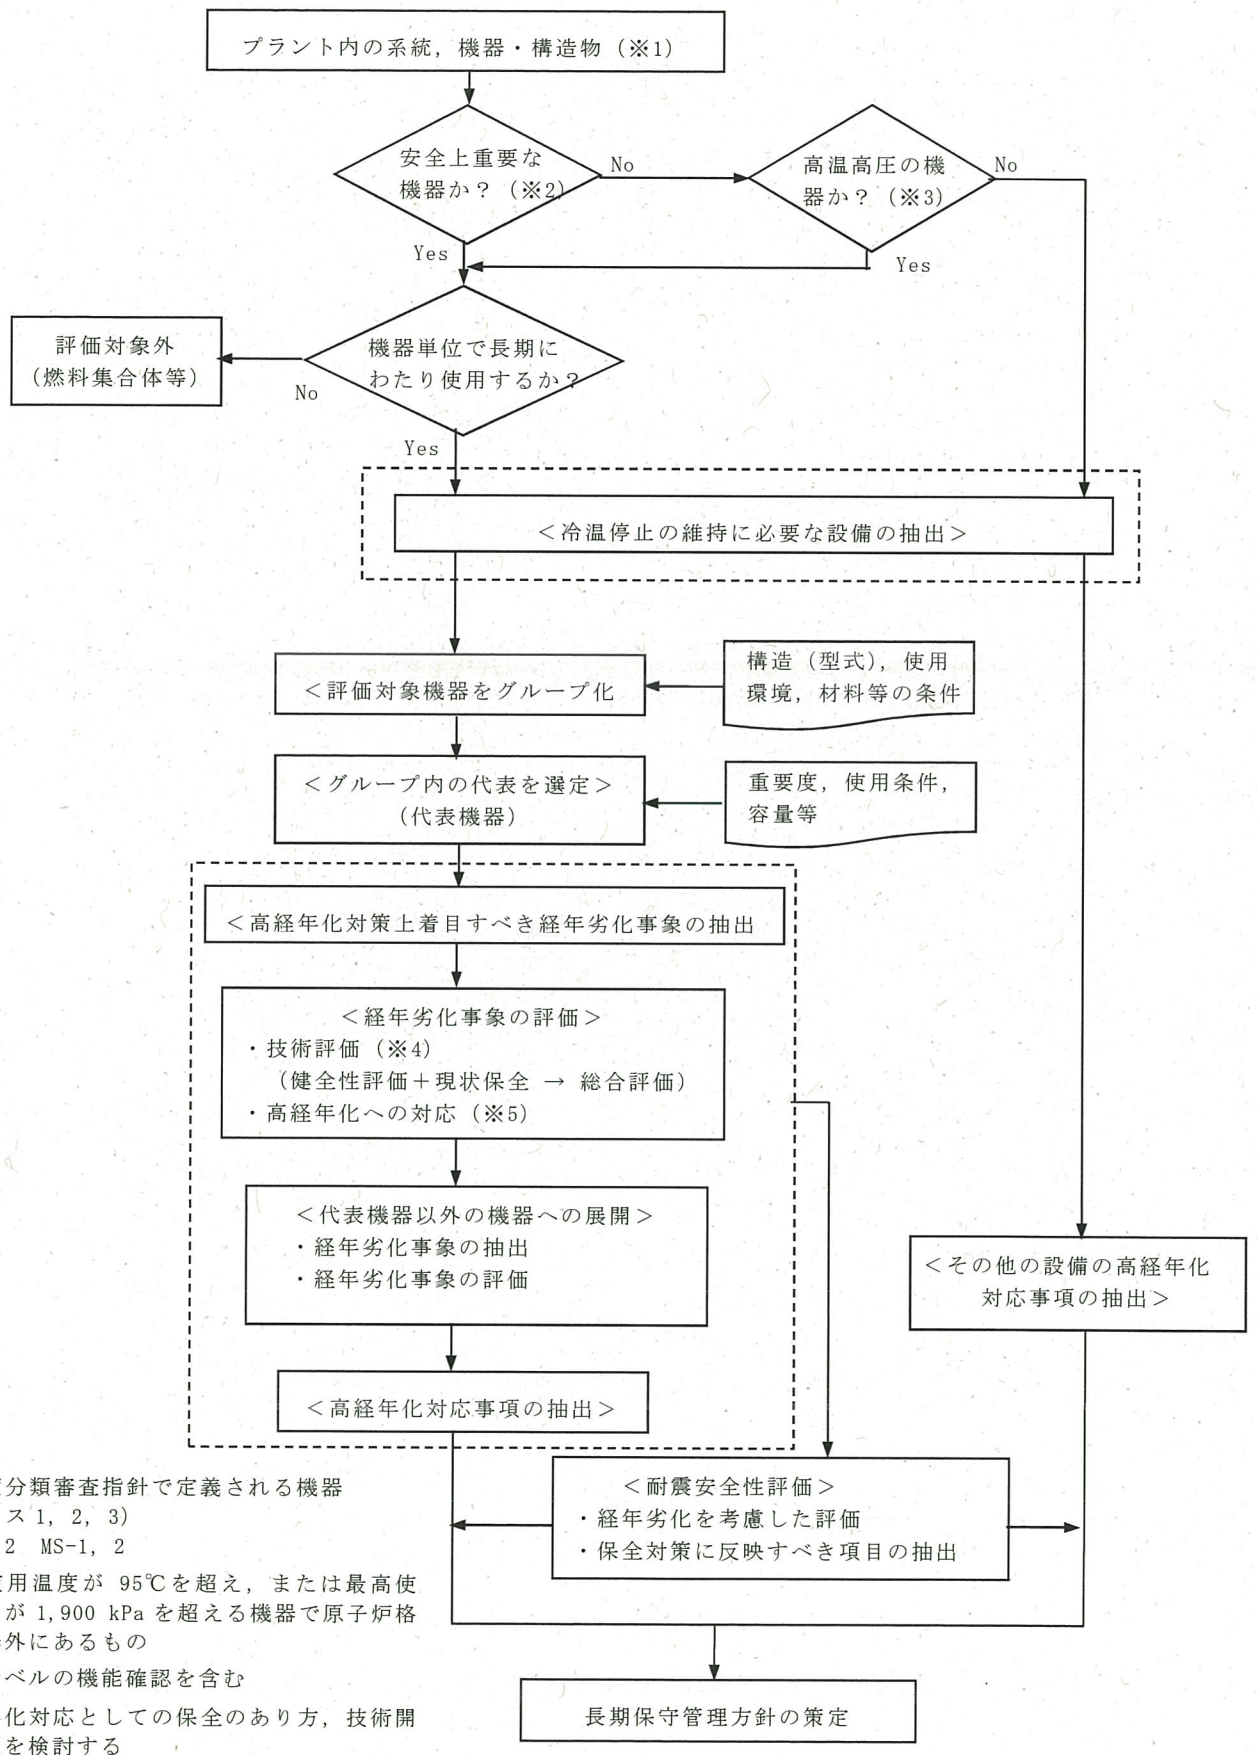 プラント内の系統，機器・構造物（※1）
安全上重要な
機器か？（※2）
No
高温高圧の機
器か？（※3）
No
Yes
Yes
評価対象外
（燃料集合体等）
機器単位で長期に
わたり使用するか？
No
Yes
＜冷温停止の維持に必要な設備の抽出＞
＜評価対象機器をグループ化
構造（型式），使用
環境，材料等の条件
＜グループ内の代表を選定＞
（代表機器）
重要度，使用条件，
容量等
＜高経年化対策上着目すべき経年劣化事象の抽出
＜経年劣化事象の評価＞
・技術評価（※4）
（健全性評価＋現状保全 → 総合評価）
・高経年化への対応（※5）
＜代表機器以外の機器への展開＞
・経年劣化事象の抽出
・経年劣化事象の評価
＜その他の設備の高経年化
対応事項の抽出＞
＜高経年化対応事項の抽出＞
＜耐震安全性評価＞
・経年劣化を考慮した評価
・保全対策に反映すべき項目の抽出
分類審査指針で定義される機器
ス 1, 2, 3)
2 MS-1, 2
用温度が 95℃を超え，または最高使
が 1,900 kPa を超える機器で原子炉格
外にあるもの
ベルの機能確認を含む
化対応としての保全のあり方，技術開
を検討する
長期保守管理方針の策定